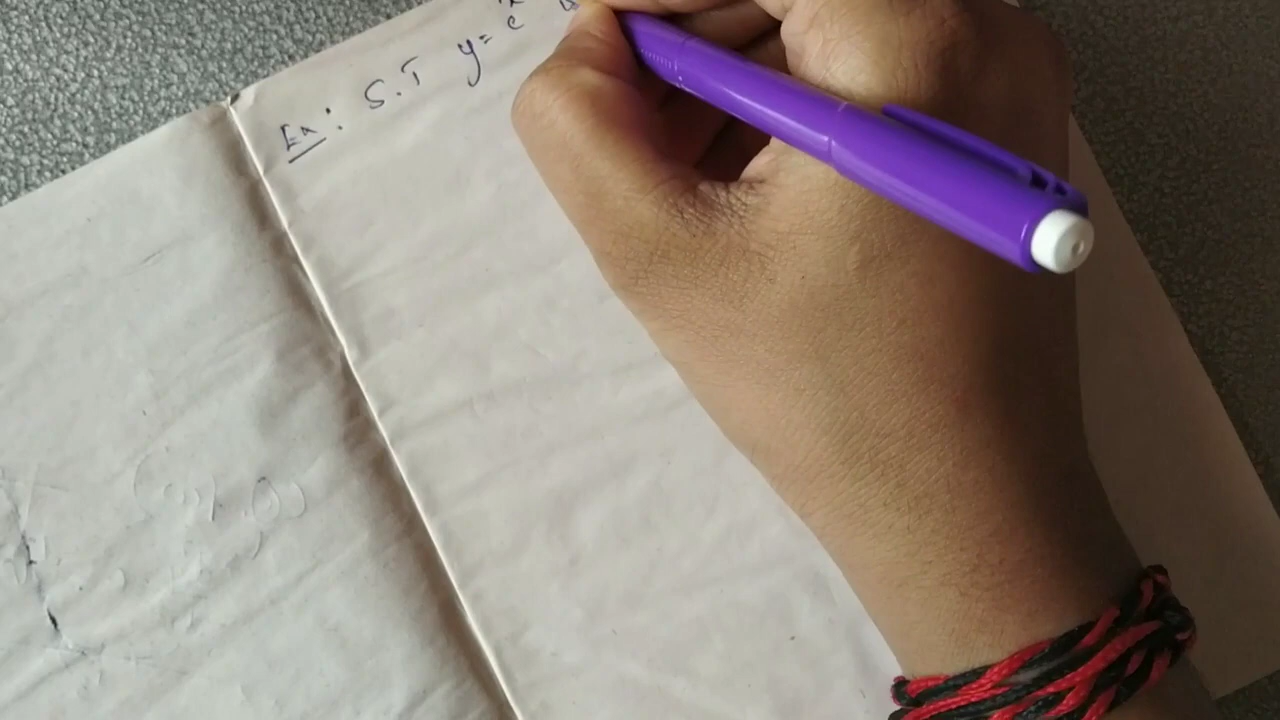 Ex: S.T y = e^x